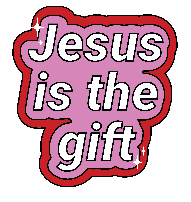 Jesus
is the
gift